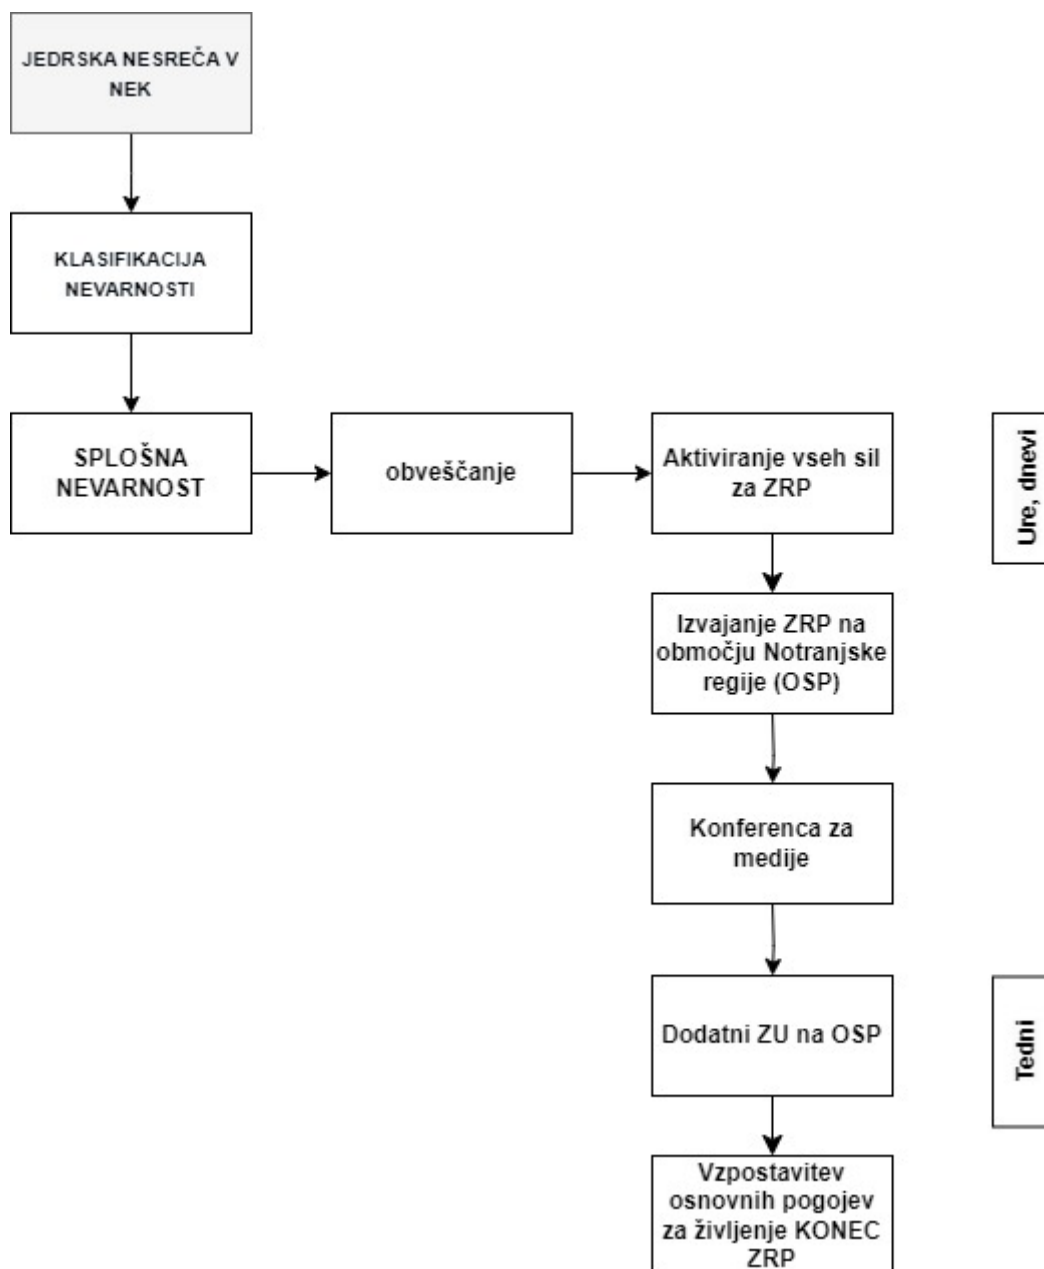 JEDRSKA NESREČA V
NEK
KLASIFIKACIJA
NEVARNOSTI
SPLOŠNA
NEVARNOST
obveščanje
Aktiviranje vseh sil
za ZRP
Ure, dnevi
Izvajanje ZRP na
območju Notranjske
regije (OSP)
Konferenca za
medije
Dodatni ZU na OSP
Tedni
Vzpostavitev
osnovnih pogojev
za življenje KONEC
ZRP